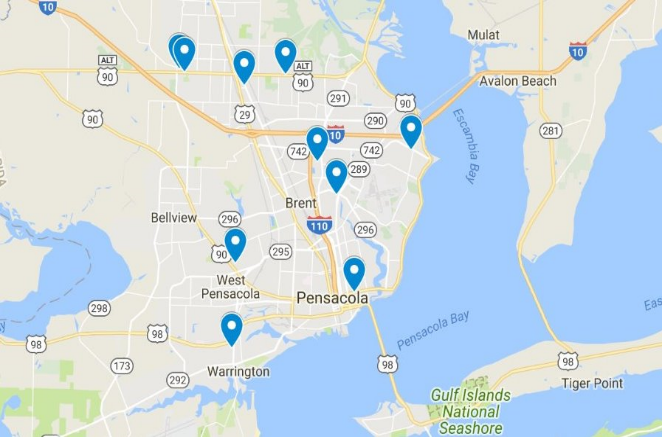 10
Mulat
10
ALT
90
ALT
90
Avalon Beach
291
90
90
29
290
10
281
742
742
Escambia Bay
289
Brent
Bellview
296
110
296
90
295
West
Pensacola
Pensacola
298
98
98
Pensacola Bay
98
98
173
Warrington
292
Tiger Point
Gulf Islands
National
Seashore